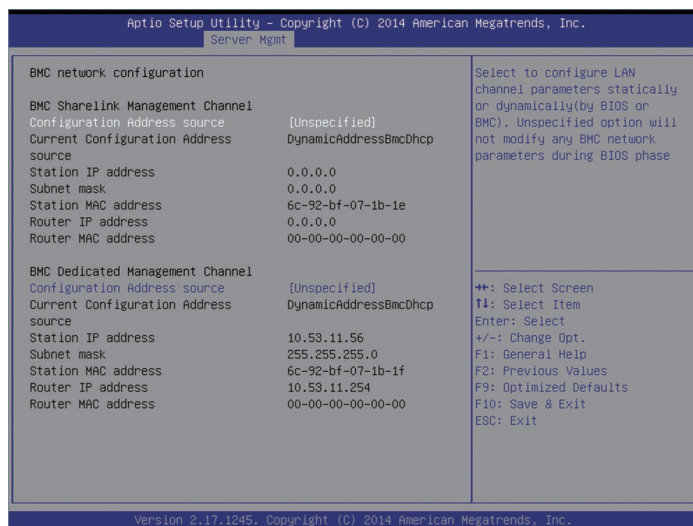 Aptio Setup Utility – Copyright (C) 2014 American Megatrends, Inc.
Server Mgmt
BMC network configuration
BMC Sharelink Management Channel
Configuration Address source [Unspecified]
Current Configuration Address DynamicAddressBmcDhcp
source
Station IP address 0.0.0.0
Subnet mask 0.0.0.0
Station MAC address 6c-92-bf-07-1b-1e
Router IP address 0.0.0.0
Router MAC address 00-00-00-00-00-00
BMC Dedicated Management Channel
Configuration Address source [Unspecified]
Current Configuration Address DynamicAddressBmcDhcp
source
Station IP address 10.53.11.56
Subnet mask 255.255.255.0
Station MAC address 6c-92-bf-07-1b-1f
Router IP address 10.53.11.254
Router MAC address 00-00-00-00-00-00
Select to configure LAN
channel parameters statically
or dynamically(by BIOS or
BMC). Unspecified option will
not modify any BMC network
parameters during BIOS phase
→←: Select Screen
↑↓: Select Item
Enter: Select
+/-: Change Opt.
F1: General Help
F2: Previous Values
F9: Optimized Defaults
F10: Save & Exit
ESC: Exit
Version 2.17.1245. Copyright (C) 2014 American Megatrends, Inc.